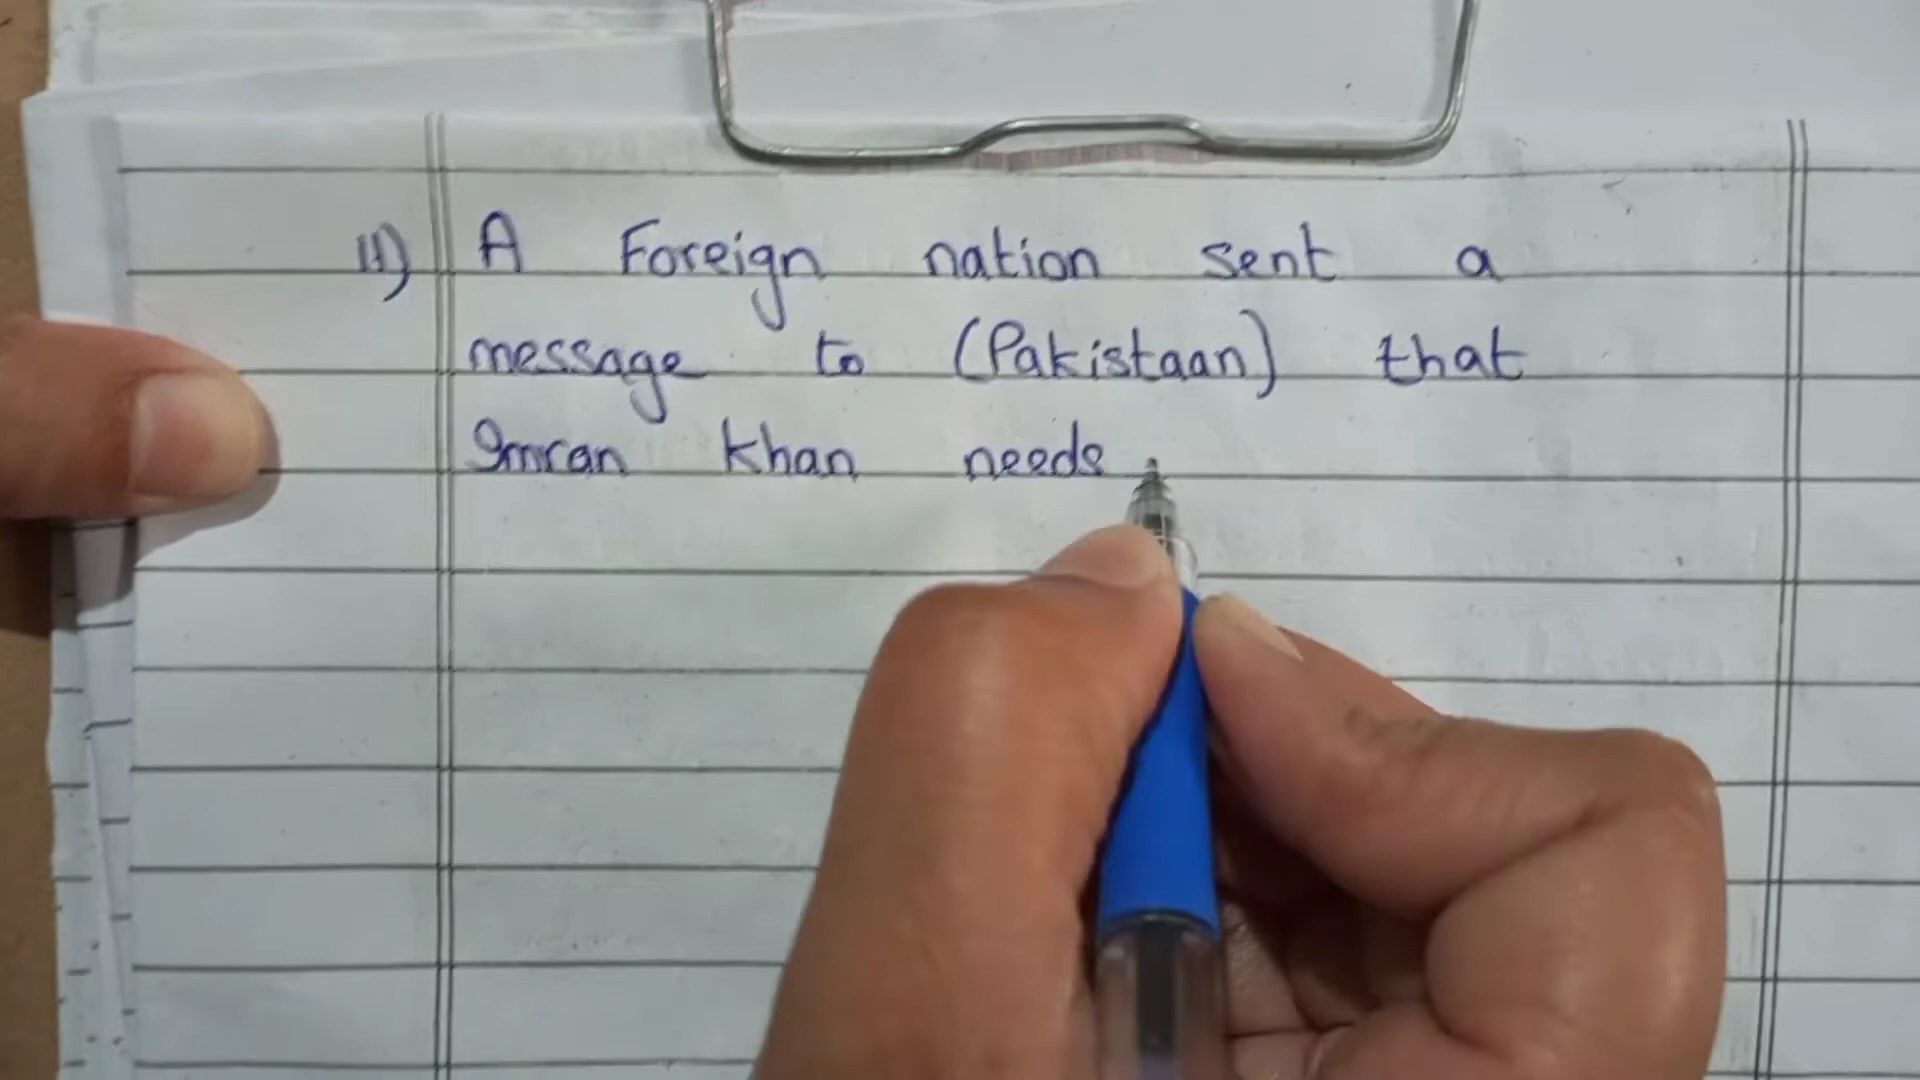 11) A Foreign nation sent a
message to (Pakistaan) that
Imran Khan needs